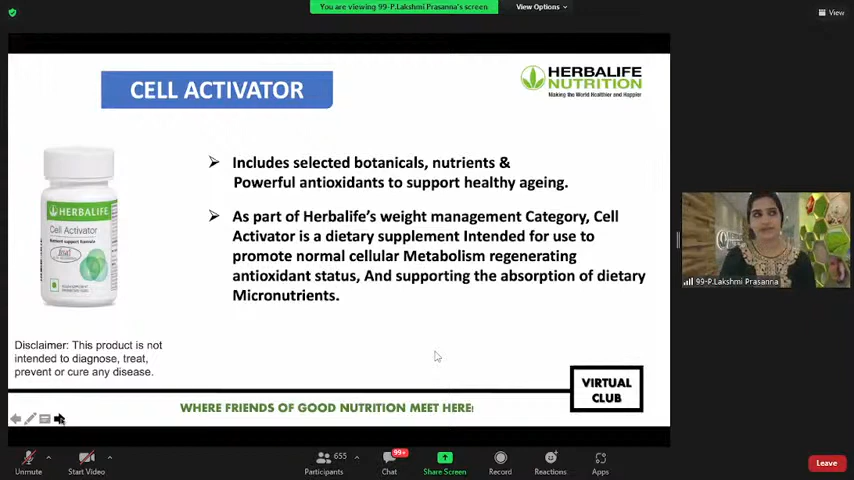 You are viewing 99-P.Lakshmi Prasanna's screen
View Options
View
CELL ACTIVATOR
HERBALIFE
NUTRITION
Making the World Healthier and Happier
➢ Includes selected botanicals, nutrients &
Powerful antioxidants to support healthy ageing.
➢ As part of Herbalife's weight management Category, Cell
Activator is a dietary supplement Intended for use to
promote normal cellular Metabolism regenerating
antioxidant status, And supporting the absorption of dietary
Micronutrients.
HERBALIFE
Cell Activator
Disclaimer: This product is not
intended to diagnose, treat,
prevent or cure any disease.
99-P.Lakshmi Prasanna
VIRTUAL
CLUB
WHERE FRIENDS OF GOOD NUTRITION MEET HERE!
655
99+
Unmute
Start Video
Participants
Chat
Share Screen
Record
Reactions
Apps
Leave